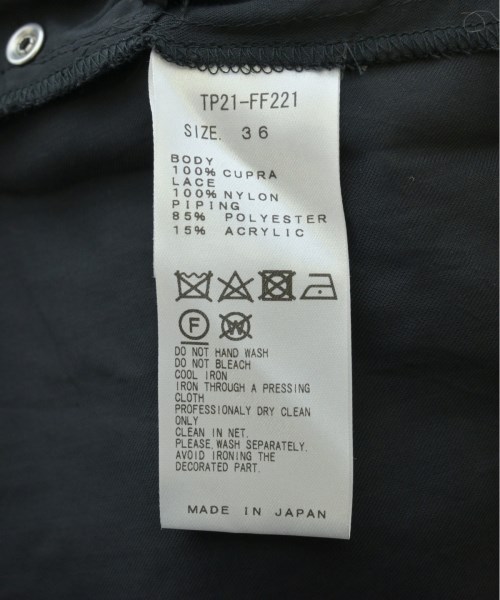 TP21-FF221
SIZE. 36
BODY
100% CUPRA
LACE
100% NYLON
PIPING
85% POLYESTER
15% ACRYLIC
F W
DO NOT HAND WASH
DO NOT BLEACH
COOL IRON
IRON THROUGH A PRESSING
CLOTH
PROFESSIONALY DRY CLEAN
ONLY
CLEAN IN NET.
PLEASE WASH SEPARATELY.
AVOID IRONING THE
DECORATED PART.
MADE IN JAPAN